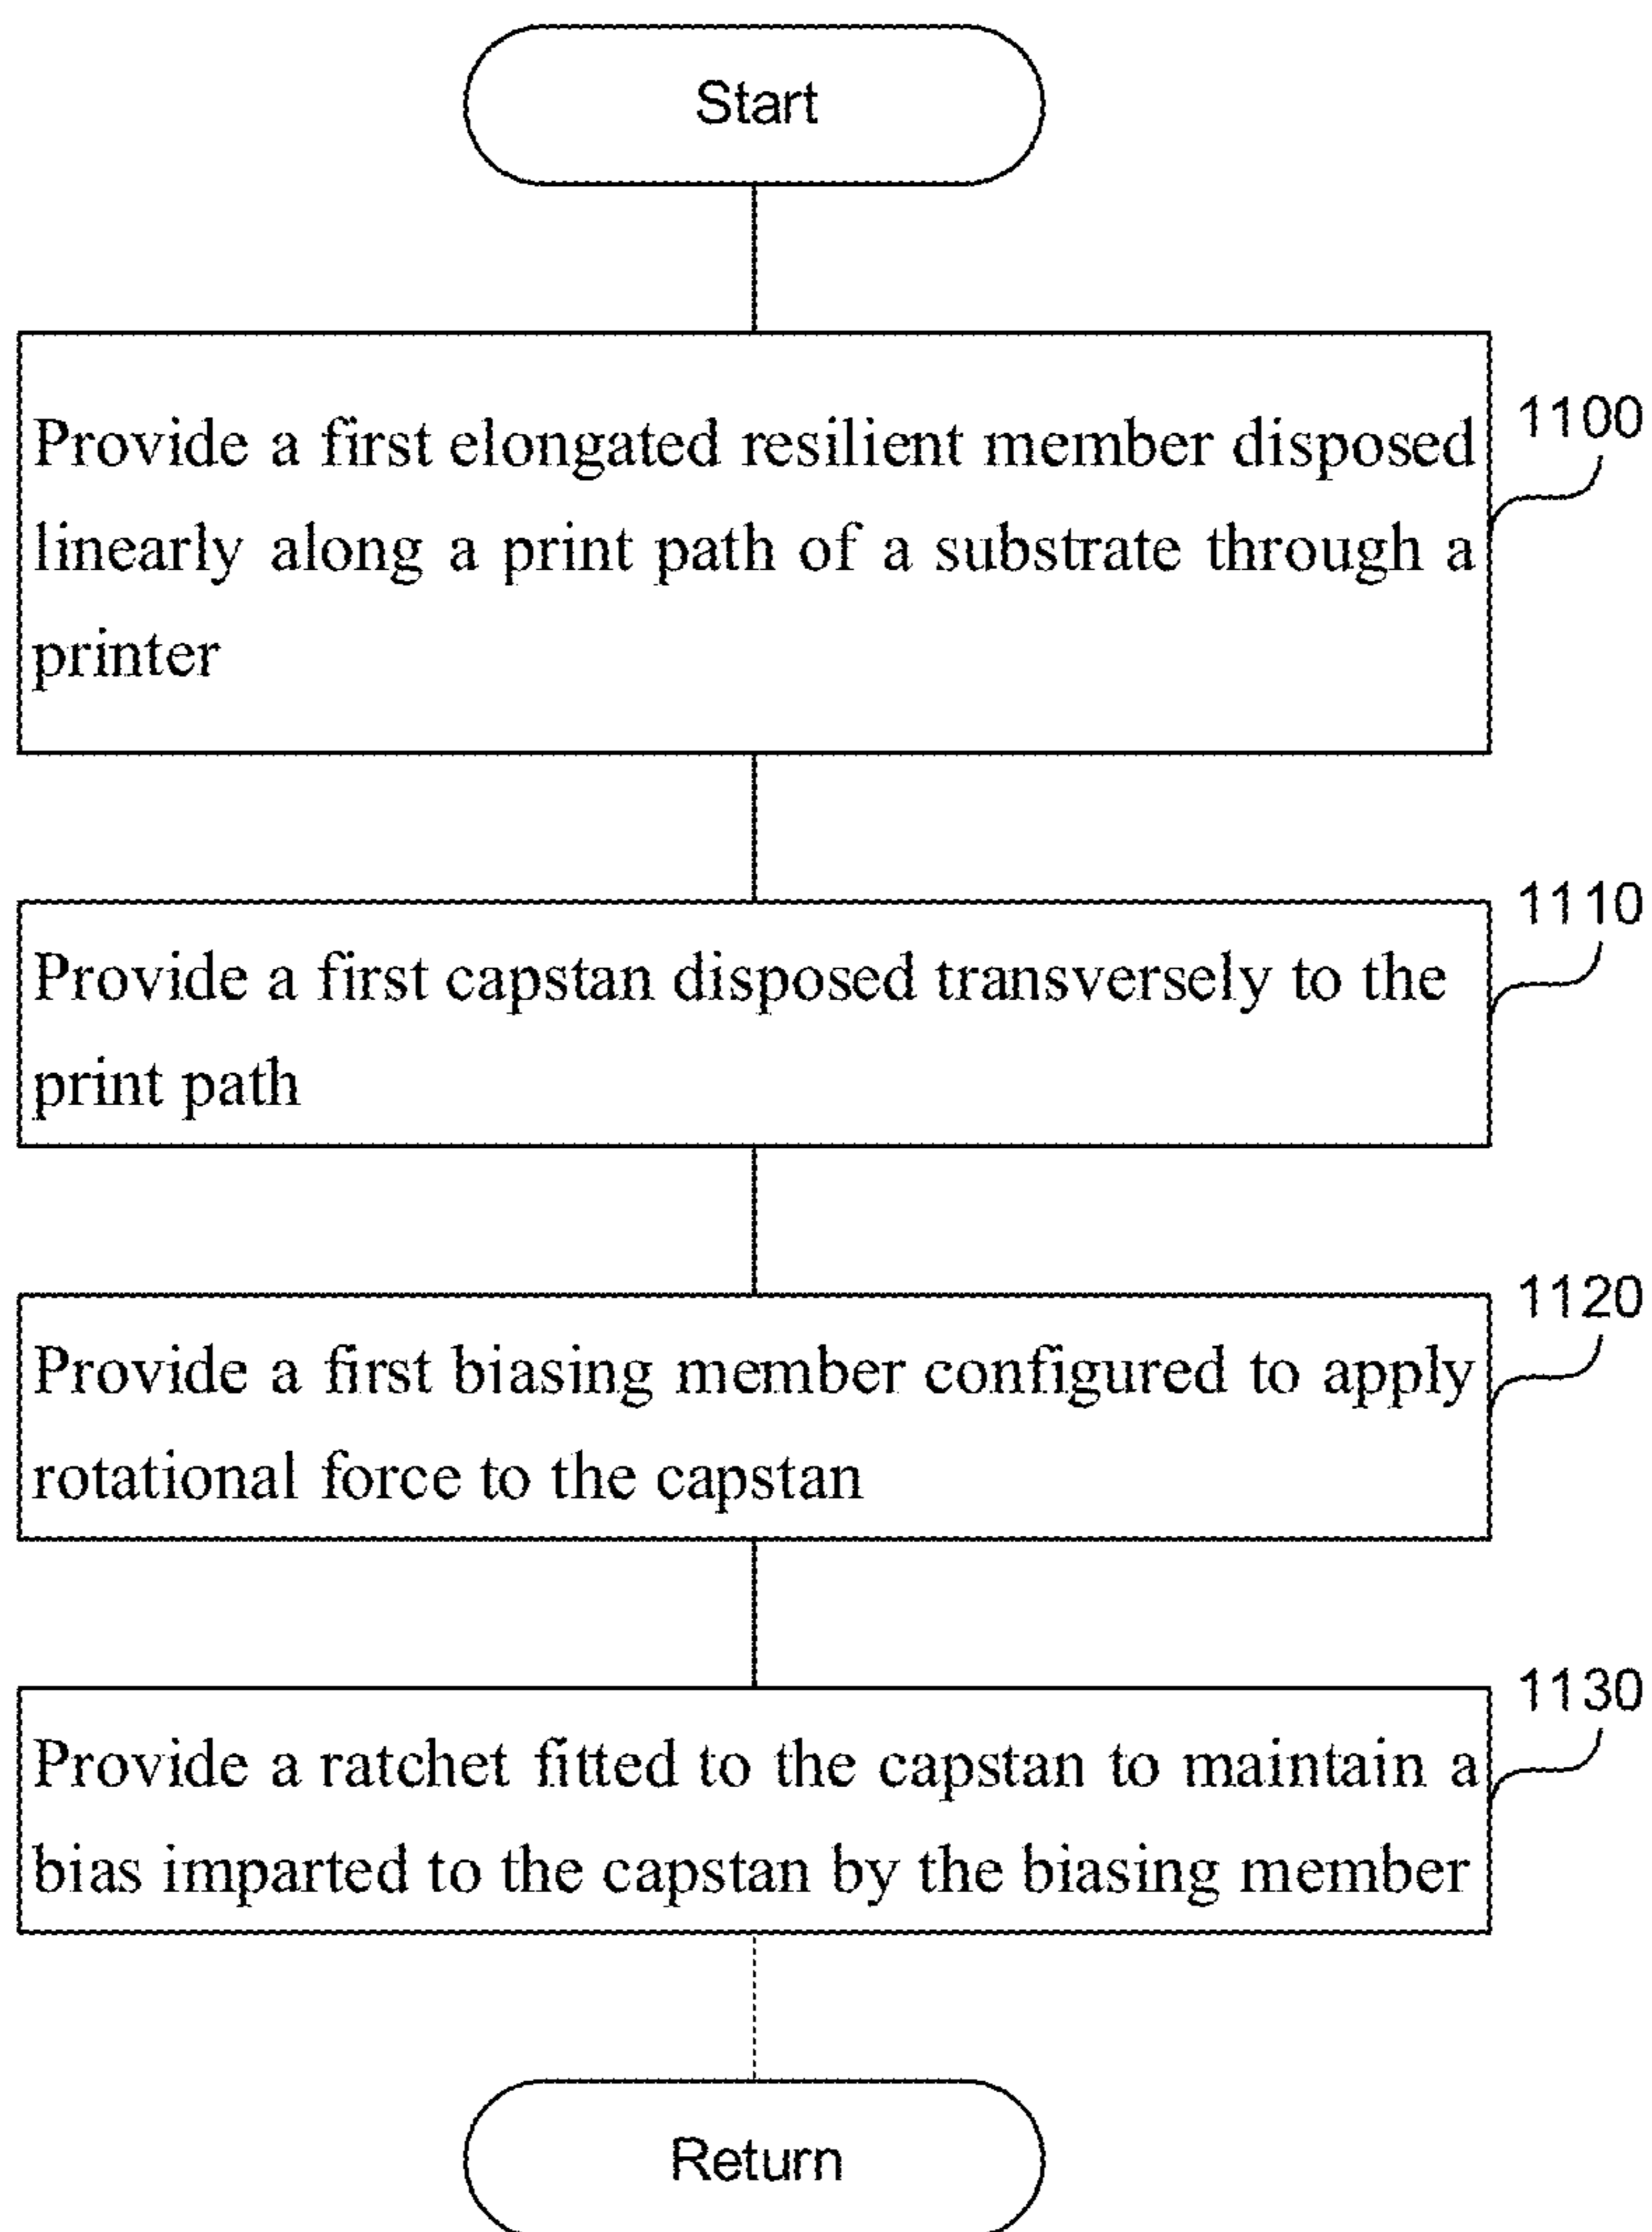 Start
Provide a first elongated resilient member disposed
linearly along a print path of a substrate through a
printer
1100
Provide a first capstan disposed transversely to the
print path
1110
Provide a first biasing member configured to apply
rotational force to the capstan
1120
Provide a ratchet fitted to the capstan to maintain a
bias imparted to the capstan by the biasing member
1130
Return